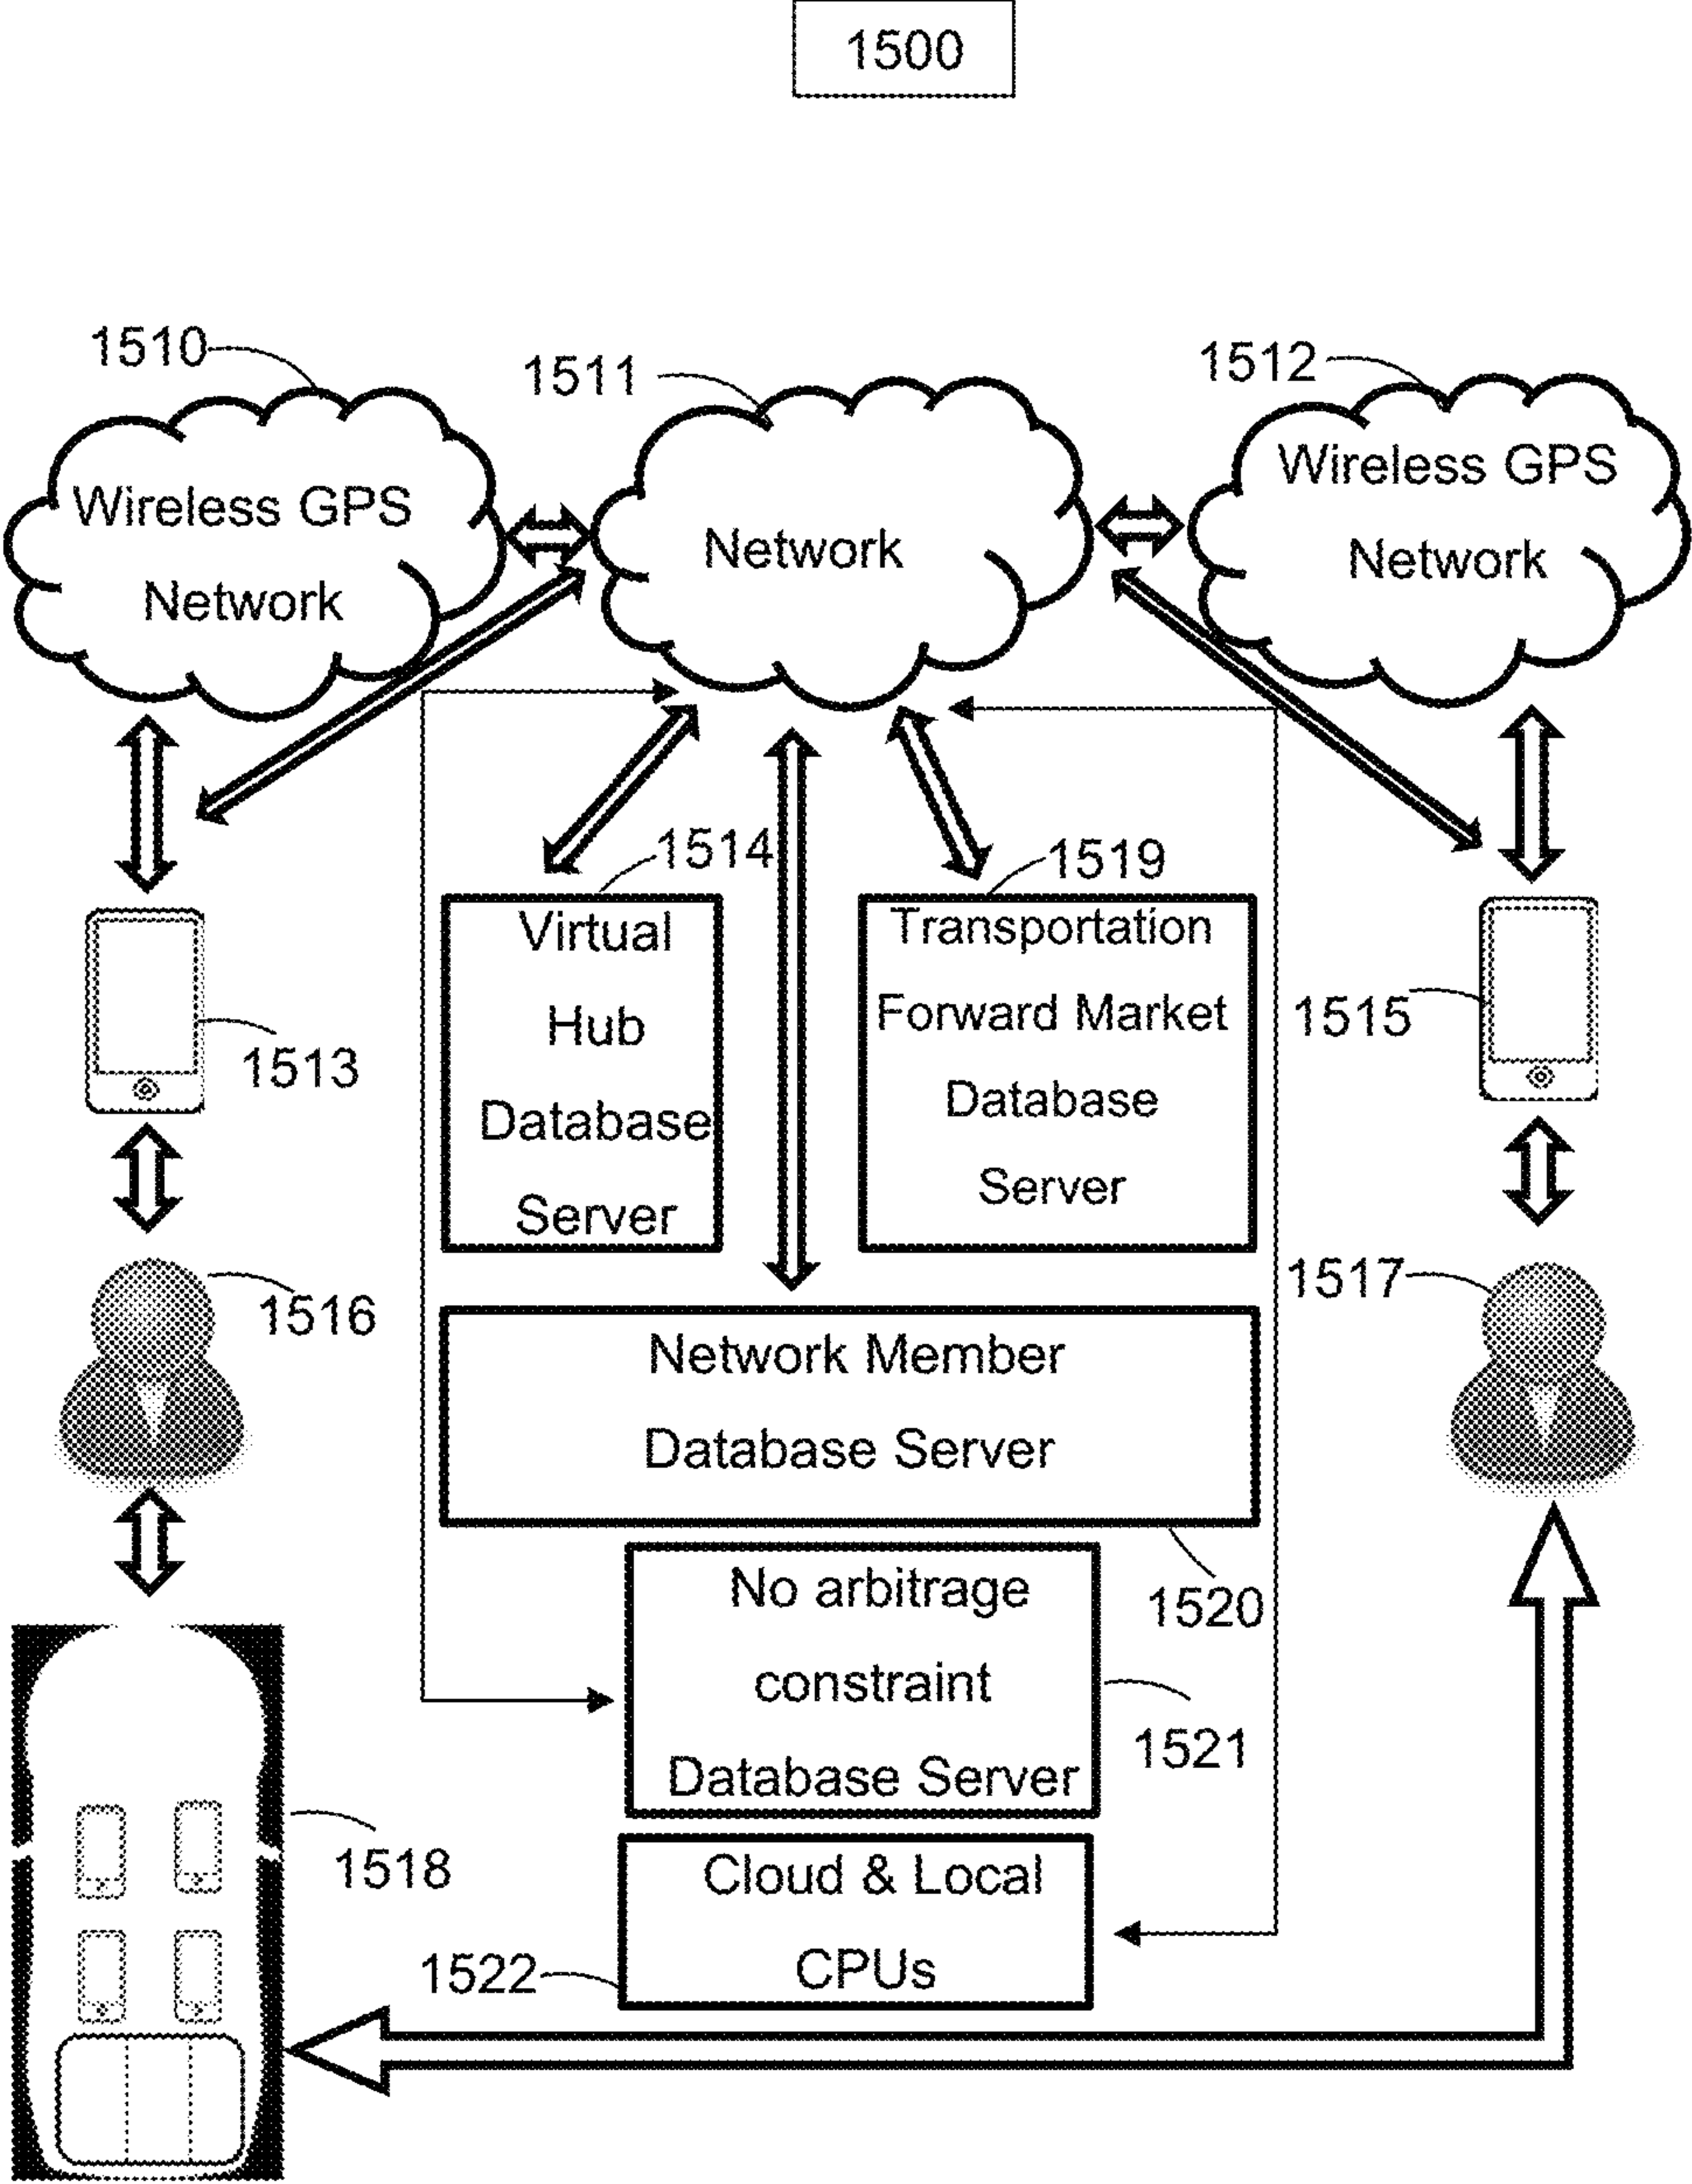 1500
1510
1511
1512
Wireless GPS
Network
Network
Wireless GPS
Network
1514
1519
Virtual
Hub
Database
Server
Transportation
Forward Market
Database
Server
1513
1515
1516
1517
Network Member
Database Server
1520
No arbitrage
constraint
Database Server
1521
1518
Cloud & Local
CPUs
1522